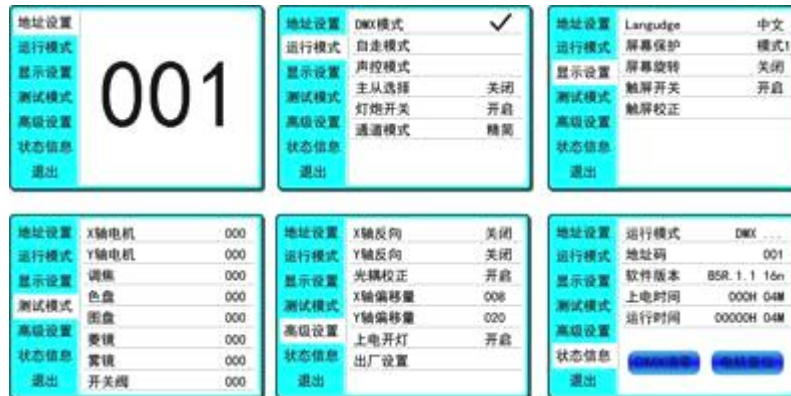 地址设置
运行模式
显示设置
测试模式
高级设置
状态信息
退出
001
地址设置
运行模式
显示设置
测试模式
高级设置
状态信息
退出
DMX模式 ✓
自走模式
声控模式
主从选择 关闭
灯炮开关 开启
通道模式 精简
地址设置
运行模式
显示设置
测试模式
高级设置
状态信息
退出
Langudge 中文
屏幕保护 模式1
屏幕旋转 关闭
触屏开关 开启
触屏校正
地址设置
运行模式
显示设置
测试模式
高级设置
状态信息
退出
X轴电机 000
Y轴电机 000
调焦 000
色盘 000
图盘 000
菱镜 000
雾镜 000
开关阀 000
地址设置
运行模式
显示设置
测试模式
高级设置
状态信息
退出
X轴反向 关闭
Y轴反向 关闭
光耦校正 开启
X轴偏移量 008
Y轴偏移量 020
上电开灯 开启
出厂设置
地址设置
运行模式
显示设置
测试模式
高级设置
状态信息
退出
运行模式 DMX ...
地址码 001
软件版本 BSR.1.1 16n
上电时间 000H 04M
运行时间 00000H 04M